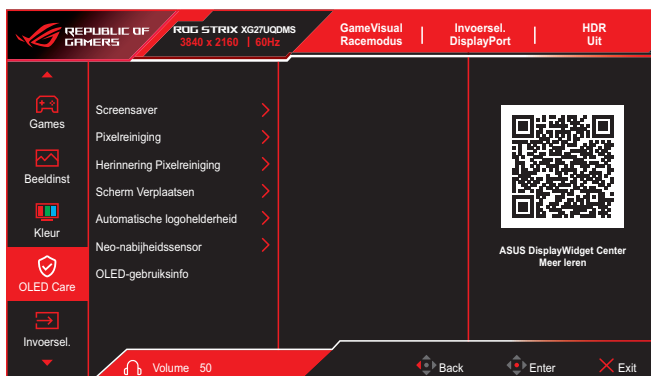 REPUBLIC OF
GAMERS
ROG STRIX XG27UQDMS
3840 x 2160 | 60Hz
GameVisual
Racemodus
Invoersel.
DisplayPort
HDR
Uit
Games
Beeldinst
Kleur
OLED Care
Invoersel.
Screensaver
Pixelreiniging
Herinnering Pixelreiniging
Scherm Verplaatsen
Automatische logohelderheid
Neo-nabijheidssensor
OLED-gebruiksinfo
ASUS DisplayWidget Center
Meer leren
Volume 50
Back
Enter
Exit